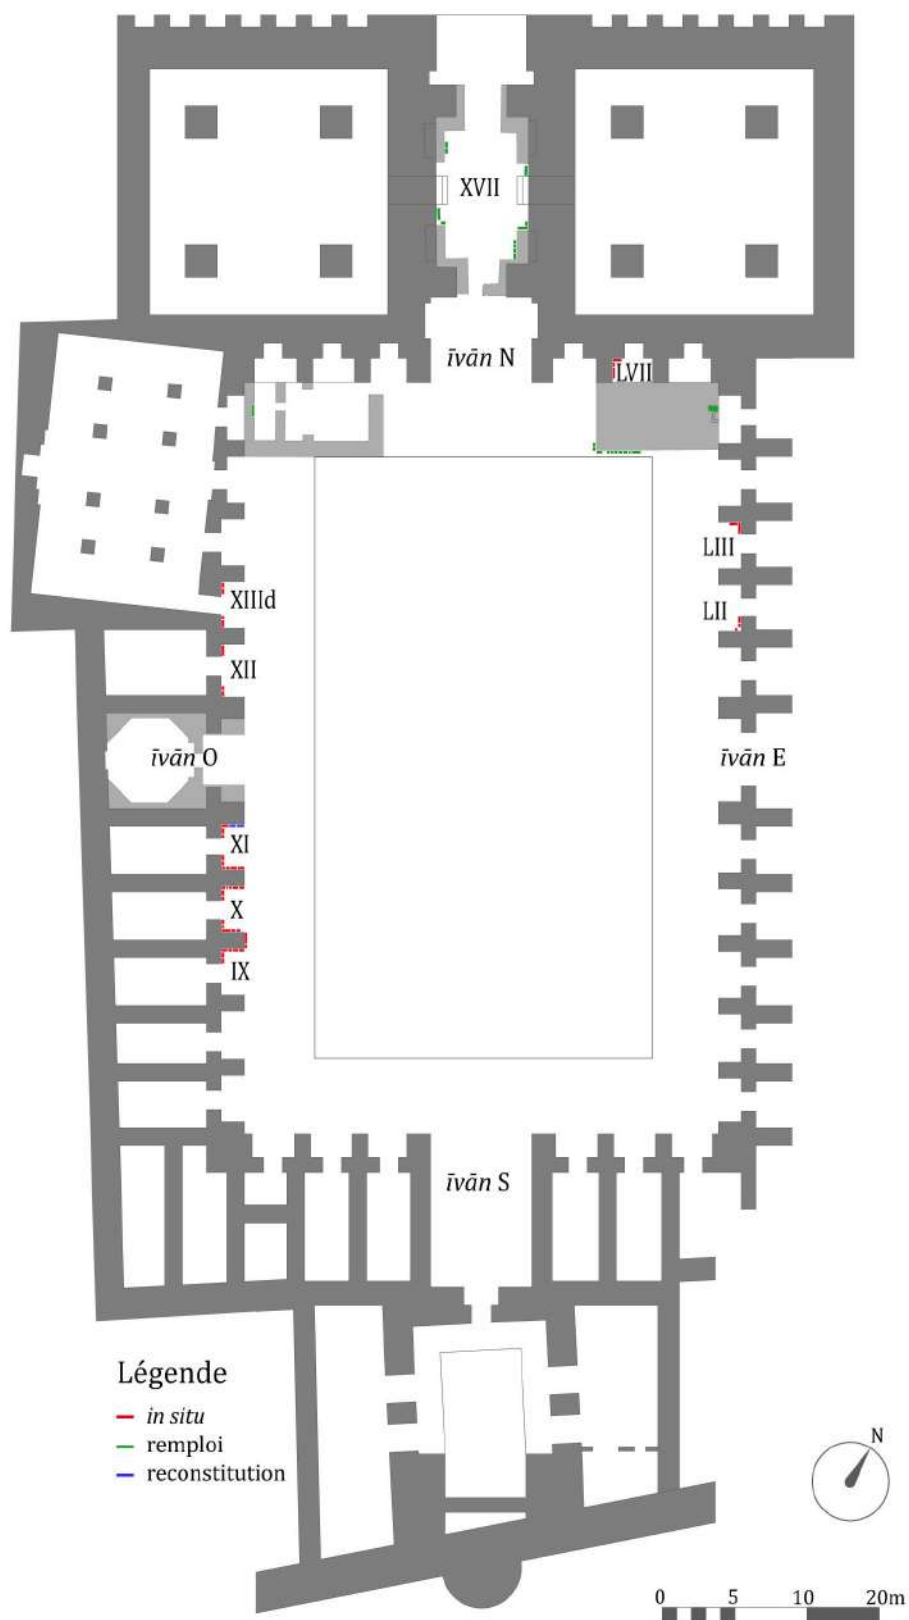 XVII
īvān N
LVII
LIII
XIIId
LII
XII
īvān O
īvān E
XI
X
IX
īvān S
Légende
in situ
remploi
reconstitution
N
0 5 10 20m